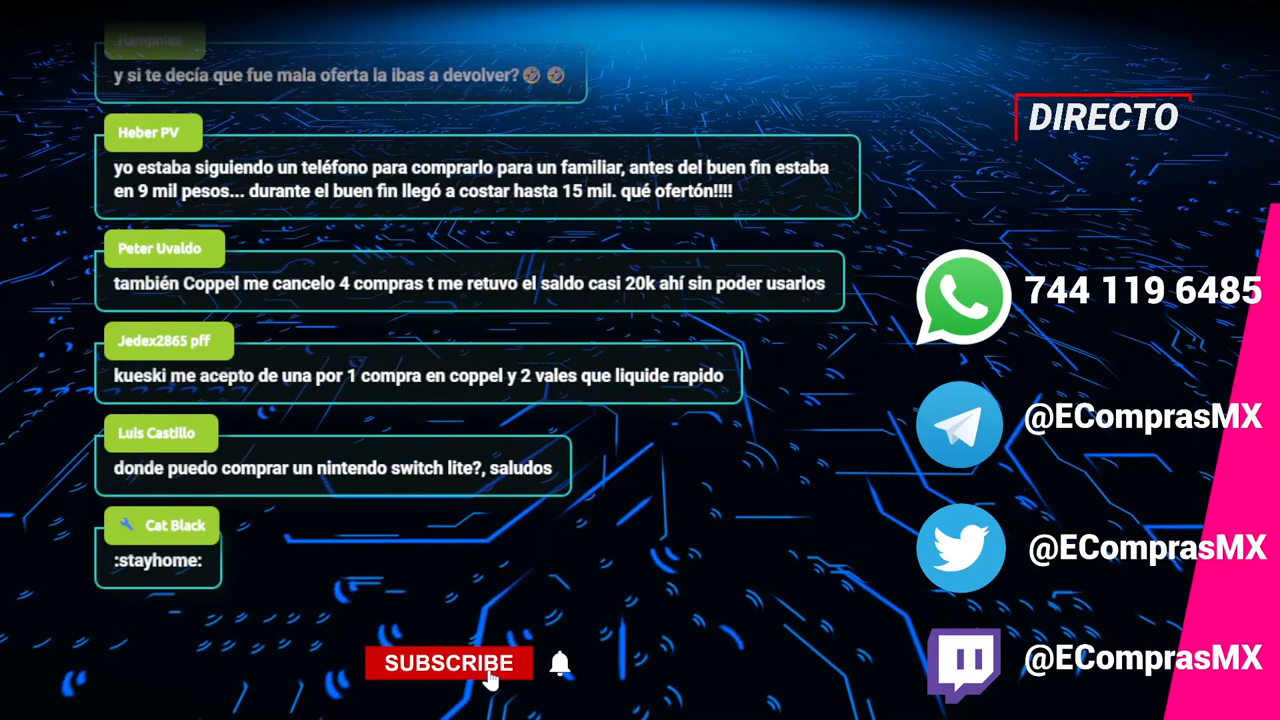 y si te decía que fue mala oferta la ibas a devolver? 🤣 🤣
Heber PV
yo estaba siguiendo un teléfono para comprarlo para un familiar, antes del buen fin estaba
en 9 mil pesos... durante el buen fin llegó a costar hasta 15 mil. qué ofertón!!!!
Peter Uvaldo
también Coppel me cancelo 4 compras t me retuvo el saldo casi 20k ahí sin poder usarlos
Jedex2865 pff
kueski me acepto de una por 1 compra en coppel y 2 vales que liquide rapido
Luis Castillo
donde puedo comprar un nintendo switch lite?, saludos
Cat Black
:stayhome:
SUBSCRIBE
DIRECTO
744 119 6485
@EComprasMX
@EComprasMX
@EComprasMX